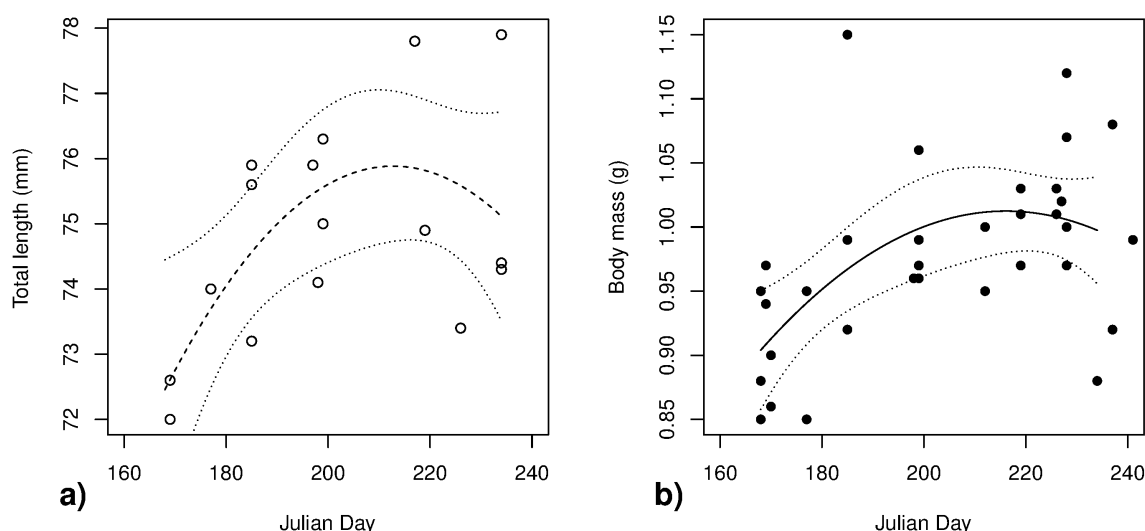 Total length (mm)
78
77
76
75
74
73
72
160 180 200 220 240
a)
Julian Day
Body mass (g)
1.15
1.10
1.05
1.00
0.95
0.90
0.85
160 180 200 220 240
b)
Julian Day